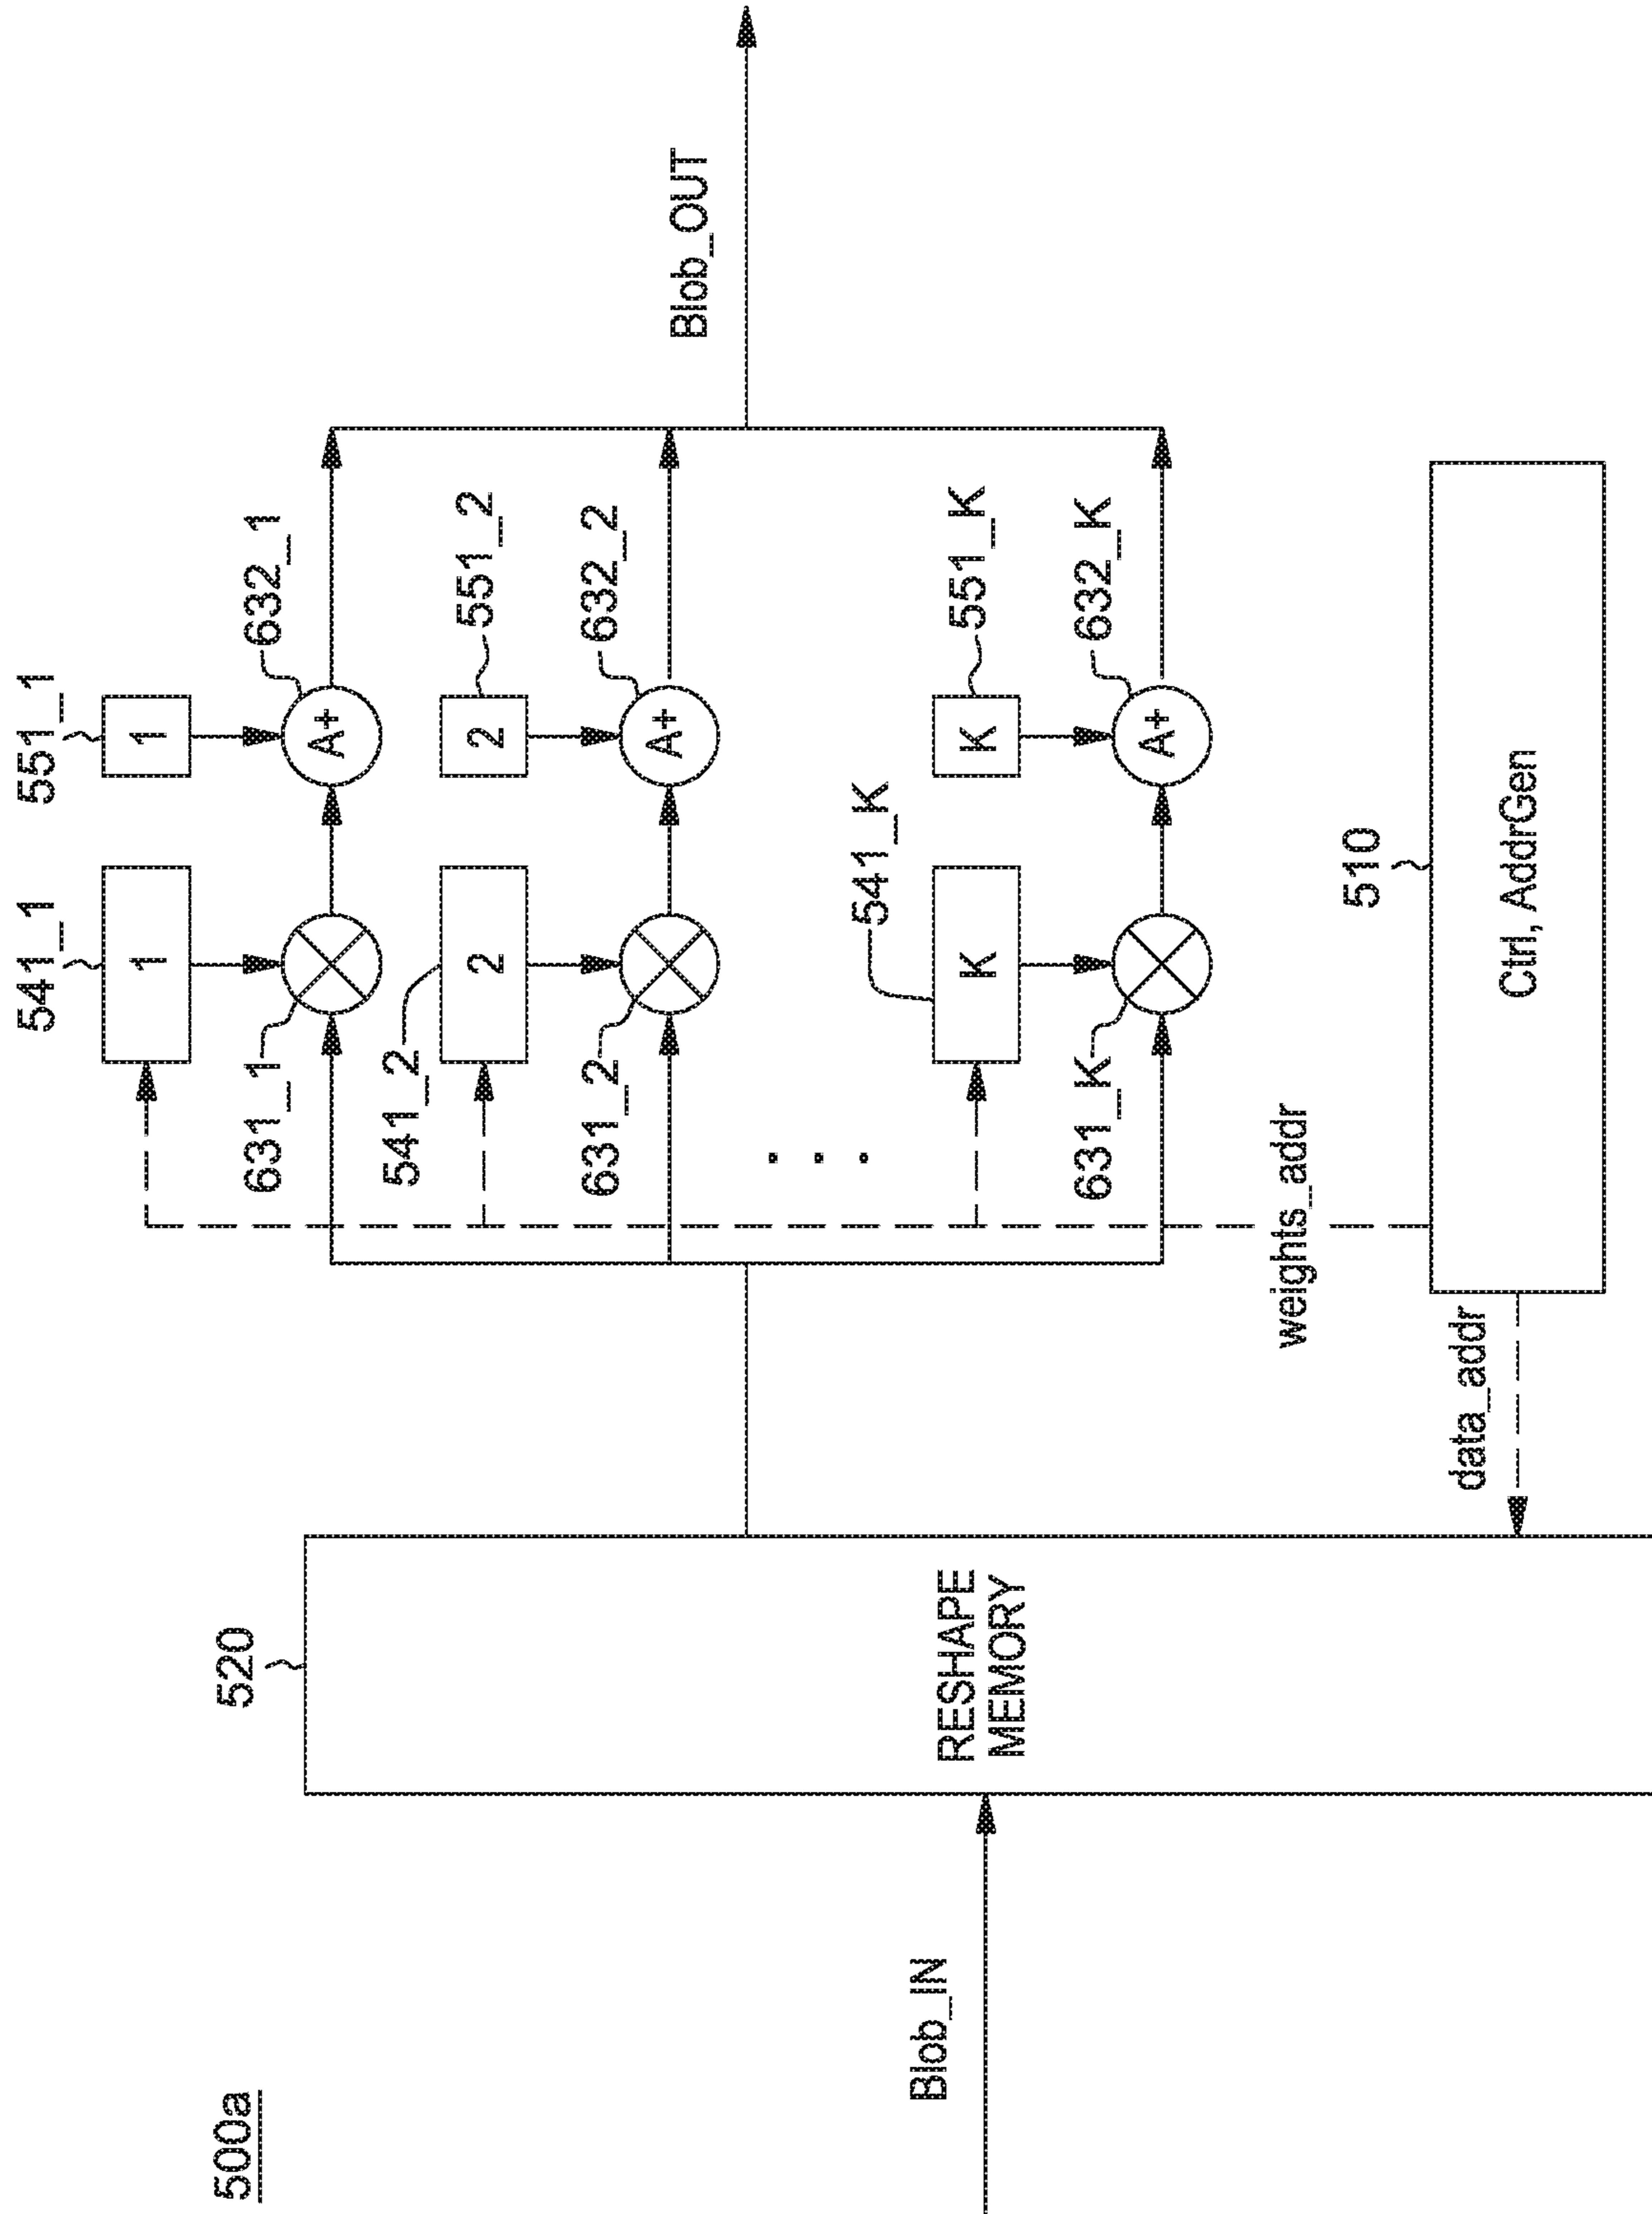 500a
Blob_IN
520
RESHAPE
MEMORY
541_1
551_1
1
1
631_1
A+
632_1
541_2
2
2
551_2
631_2
A+
632_2
Blob_OUT
. . .
541_K
K
K
551_K
631_K
A+
632_K
weights_addr
data_addr
510
Ctrl, AddrGen